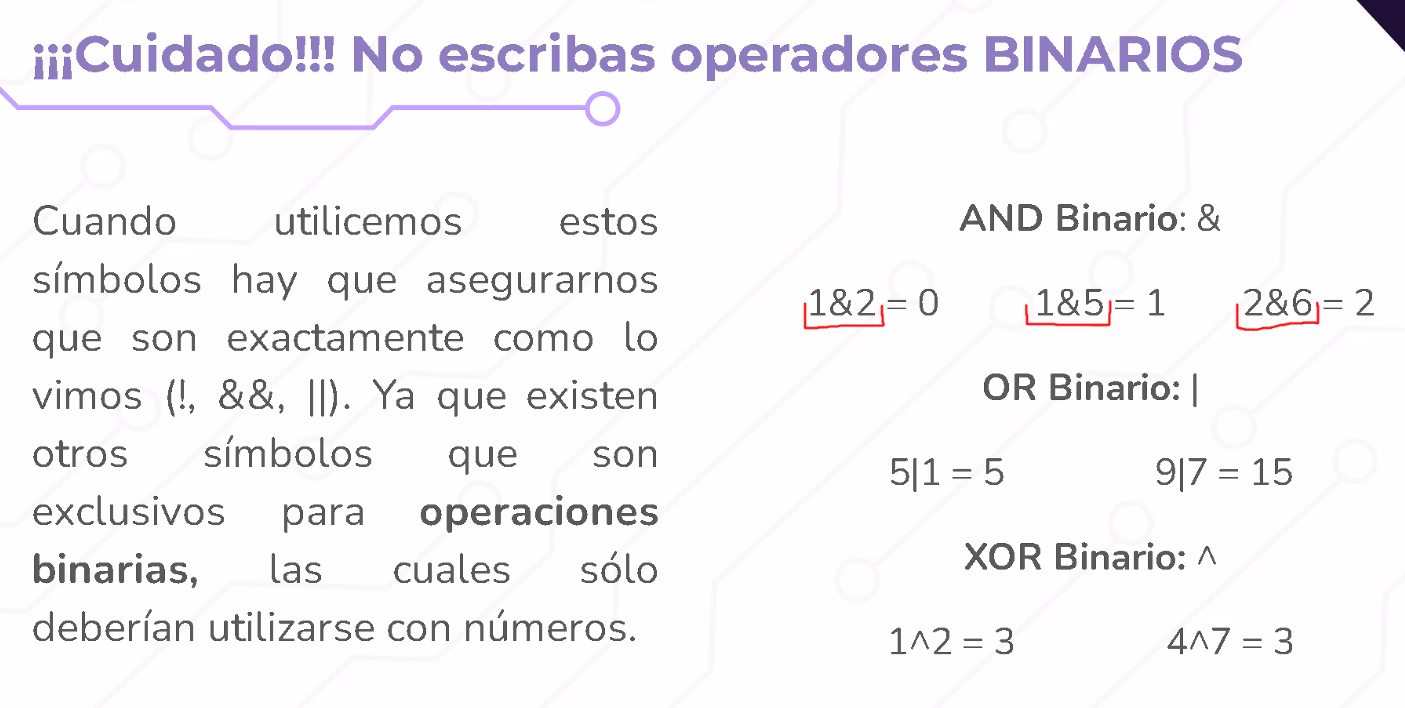 ¡¡¡Cuidado!!! No escribas operadores BINARIOS
Cuando utilicemos estos
símbolos hay que asegurarnos
que son exactamente como lo
vimos (!, &&, ||). Ya que existen
otros símbolos que son
exclusivos para operaciones
binarias, las cuales sólo
deberían utilizarse con números.
AND Binario: &
1&2 = 0 1&5 = 1 2&6 = 2
OR Binario: |
5|1 = 5 9|7 = 15
XOR Binario: ^
1^2 = 3 4^7 = 3